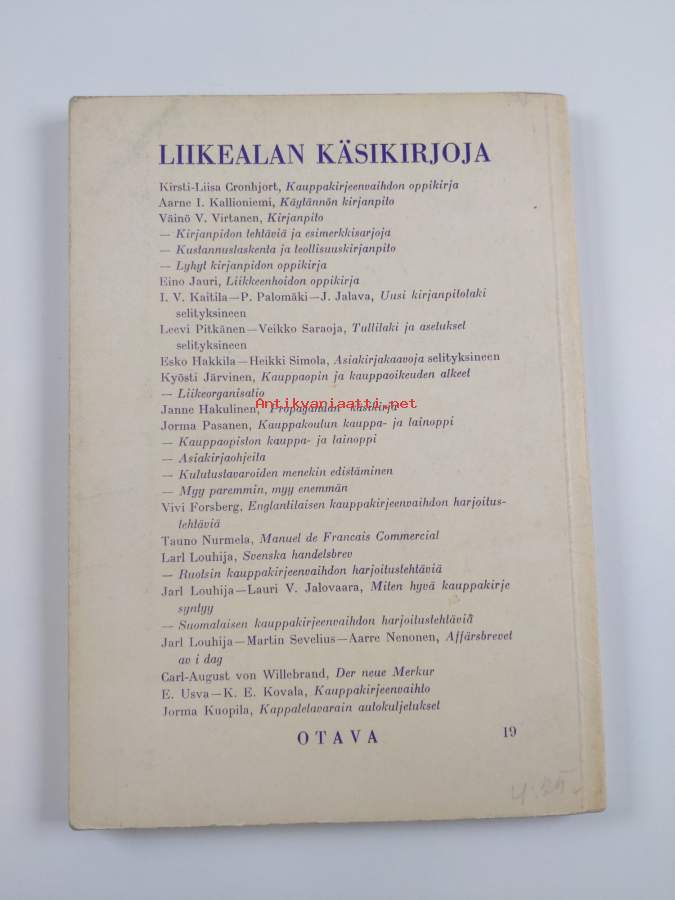 LIIKEALAN KÄSIKIRJOJA
Kirsti-Liisa Cronhjort, Kauppakirjeenvaihdon oppikirja
Aarne I. Kallioniemi, Käytännön kirjanpito
Väinö V. Virtanen, Kirjanpito
— Kirjanpidon tehtäviä ja esimerkkisarjoja
— Kustannuslaskenta ja teollisuuskirjanpito
— Lyhyt kirjanpidon oppikirja
Eino Jauri, Liikkeenhoidon oppikirja
I. V. Kaitila—P. Palomäki—J. Jalava, Uusi kirjanpitolaki
selityksineen
Leevi Pitkänen—Veikko Saraoja, Tullilaki ja asetukset
selityksineen
Esko Hakkila—Heikki Simola, Asiakirjakaavoja selityksineen
Kyösti Järvinen, Kauppaopin ja kauppaoikeuden alkeet
— Liikeorganisatio
Antikvariaatti.net
Janne Hakulinen, Propagandan käsikirja
Jorma Pasanen, Kauppakoulun kauppa- ja lainoppi
— Kauppaopiston kauppa- ja lainoppi
— Asiakirjaohjeita
— Kulutustavaroiden menekin edistäminen
— Myy paremmin, myy enemmän
Vivi Forsberg, Englantilaisen kauppakirjeenvaihdon harjoitus-
lehtäviä
Tauno Nurmela, Manuel de Francais Commercial
Larl Louhija, Svenska handelsbrev
— Ruotsin kauppakirjeenvaihdon harjoitustehtäviä
Jarl Louhija—Lauri V. Jalovaara, Miten hyvä kauppakirje
syntyy
— Suomalaisen kauppakirjeenvaihdon harjoitustehtäviä
Jarl Louhija—Martin Sevelius—Aarre Nenonen, Affärsbrevet
av i dag
Carl-August von Willebrand, Der neue Merkur
E. Usva—K. E. Kovala, Kauppakirjeenvaihto
Jorma Kuopila, Kappaletavarain autokuljetukset
OTAVA 19